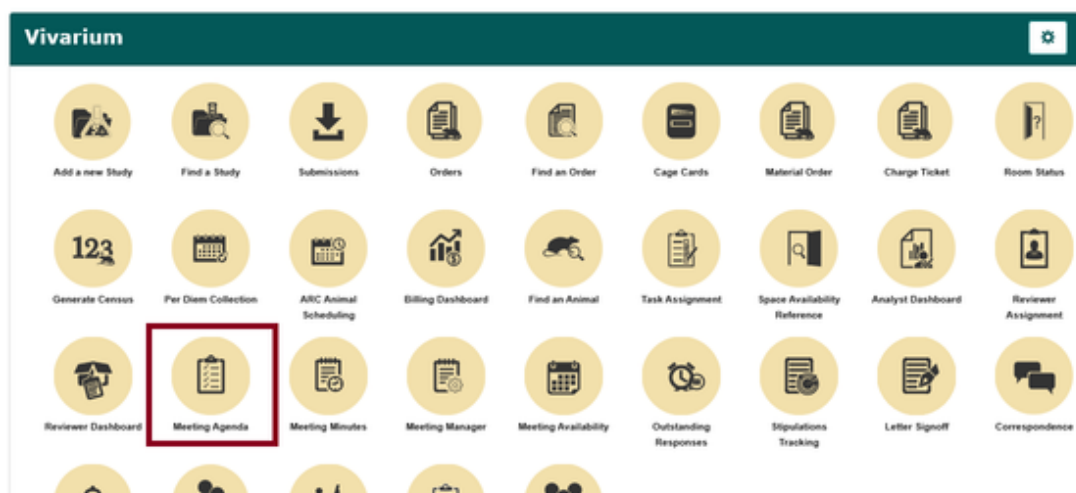 Vivarium
Add a new Study
Find a Study
Submissions
Orders
Find an Order
Cage Cards
Material Order
Charge Ticket
Room Status
?
123
Generate Census
Per Diem Collection
ARC Animal
Scheduling
Billing Dashboard
Find an Animal
Task Assignment
Space Availability
Reference
Analyst Dashboard
Reviewer
Assignment
Reviewer Dashboard
Meeting Agenda
Meeting Minutes
Meeting Manager
Meeting Availability
Outstanding
Responses
Stipulations
Tracking
Letter Signoff
Correspondence